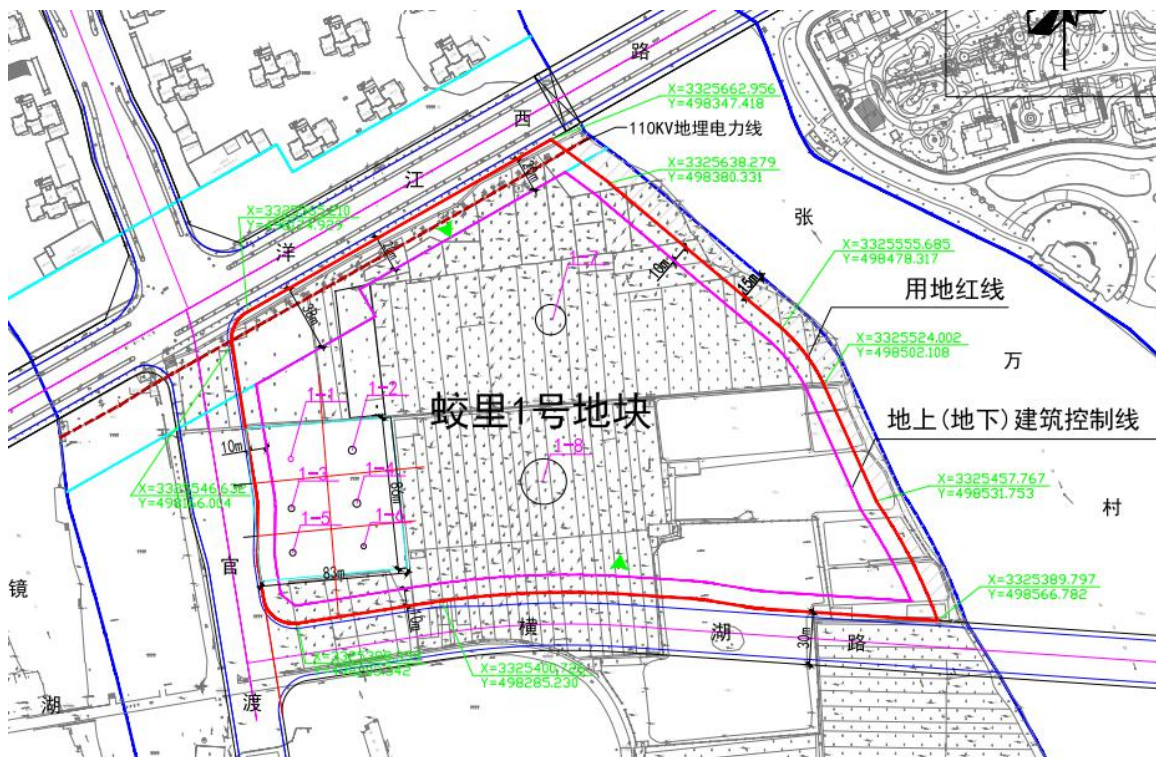 路
X=3325662.956
Y=498347.418
西
110KV地埋电力线
X=3325638.279
Y=498380.331
江
张
洋
X=3325555.685
Y=498478.317
10m
15m
用地红线
1-7
38m
X=3325524.002
Y=498502.108
万
蛟里1号地块
地上(地下)建筑控制线
1-1
1-2
10m
1-3
1-4
86m
1-8
X=3325457.767
Y=498531.753
村
1-5
1-6
官
83m
镜
X=3325389.797
Y=498566.782
10m
横
湖
30m
路
X=3325400.726
Y=498285.230
湖
渡